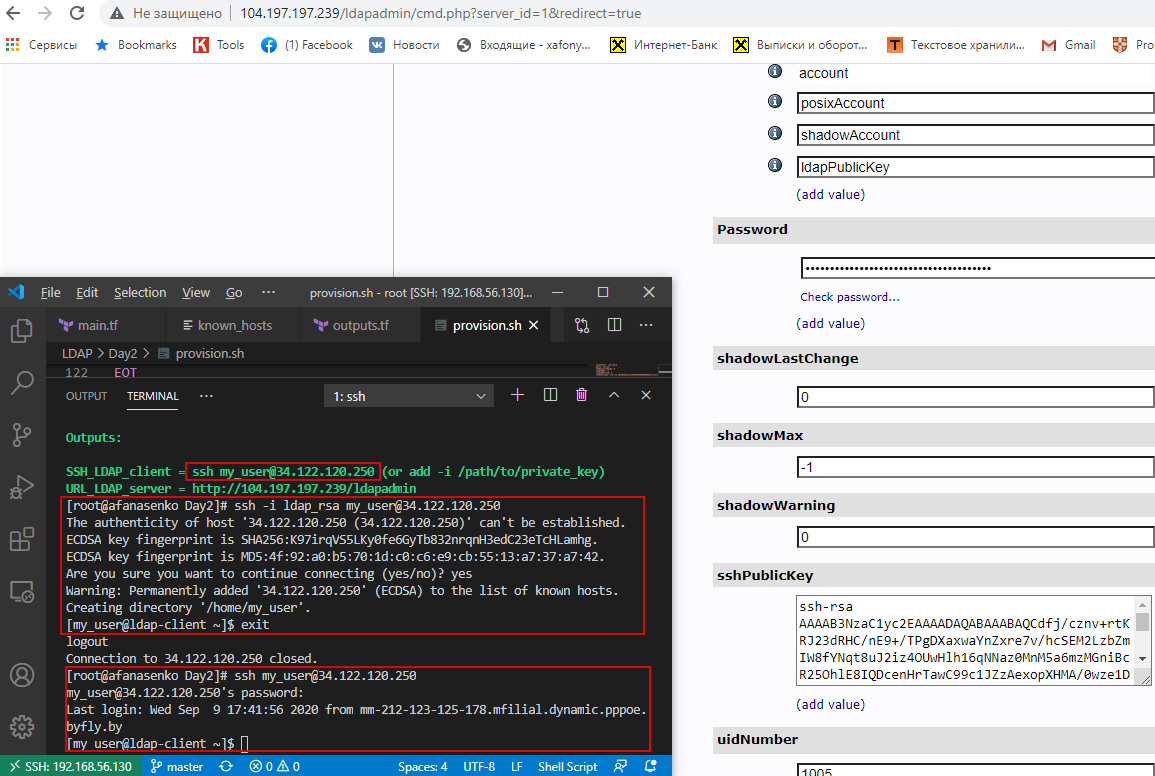 Не защищено
104.197.197.239/ldapadmin/cmd.php?server_id=1&redirect=true
Сервисы
Bookmarks
Tools
(1) Facebook
Новости
Входящие - xafony...
Интернет-Банк
Выписки и оборот...
Текстовое хранили...
Gmail
Pro
account
posixAccount
shadowAccount
ldapPublicKey
(add value)
Password
••••••••••••••••••••••••••••••••••••••
Check password...
(add value)
shadowLastChange
0
shadowMax
-1
shadowWarning
0
sshPublicKey
ssh-rsa
AAAAB3NzaC1yc2EAAAADAQABAAABAQCdfj/cznv+rtK
RJ23dRHC/nE9+/TPgDXaxwaYnZxre7v/hcSEM2LzbZm
IW8fYNqt8uJ2iz4OUwHlh16qNNaz0MnM5a6mzMGniBc
R25OhlE8IQDcenHrTawC99c1JZzAexopXHMA/0wze1D
(add value)
uidNumber
1005
File Edit Selection View Go ···
provision.sh - root [SSH: 192.168.56.130]...
main.tf
known_hosts
outputs.tf
provision.sh
LDAP > Day2 > provision.sh
122 EOT
OUTPUT TERMINAL ···
1: ssh
Outputs:
SSH_LDAP_client = ssh my_user@34.122.120.250 (or add -i /path/to/private_key)
URL_LDAP_server = http://104.197.197.239/ldapadmin
[root@afanasenko Day2]# ssh -i ldap_rsa my_user@34.122.120.250
The authenticity of host '34.122.120.250 (34.122.120.250)' can't be established.
ECDSA key fingerprint is SHA256:K97irqVS5LKy0fe6GyTb832nrqnH3edC23eTcHLamhg.
ECDSA key fingerprint is MD5:4f:92:a0:b5:70:1d:c0:c6:e9:cb:55:13:a7:37:a7:42.
Are you sure you want to continue connecting (yes/no)? yes
Warning: Permanently added '34.122.120.250' (ECDSA) to the list of known hosts.
Creating directory '/home/my_user'.
[my_user@ldap-client ~]$ exit
logout
Connection to 34.122.120.250 closed.
[root@afanasenko Day2]# ssh my_user@34.122.120.250
my_user@34.122.120.250's password:
Last login: Wed Sep  9 17:41:56 2020 from mm-212-123-125-178.mfilial.dynamic.pppoe.
byfly.by
[my_user@ldap-client ~]$
SSH: 192.168.56.130
master
0
0
Spaces: 4
UTF-8
LF
Shell Script